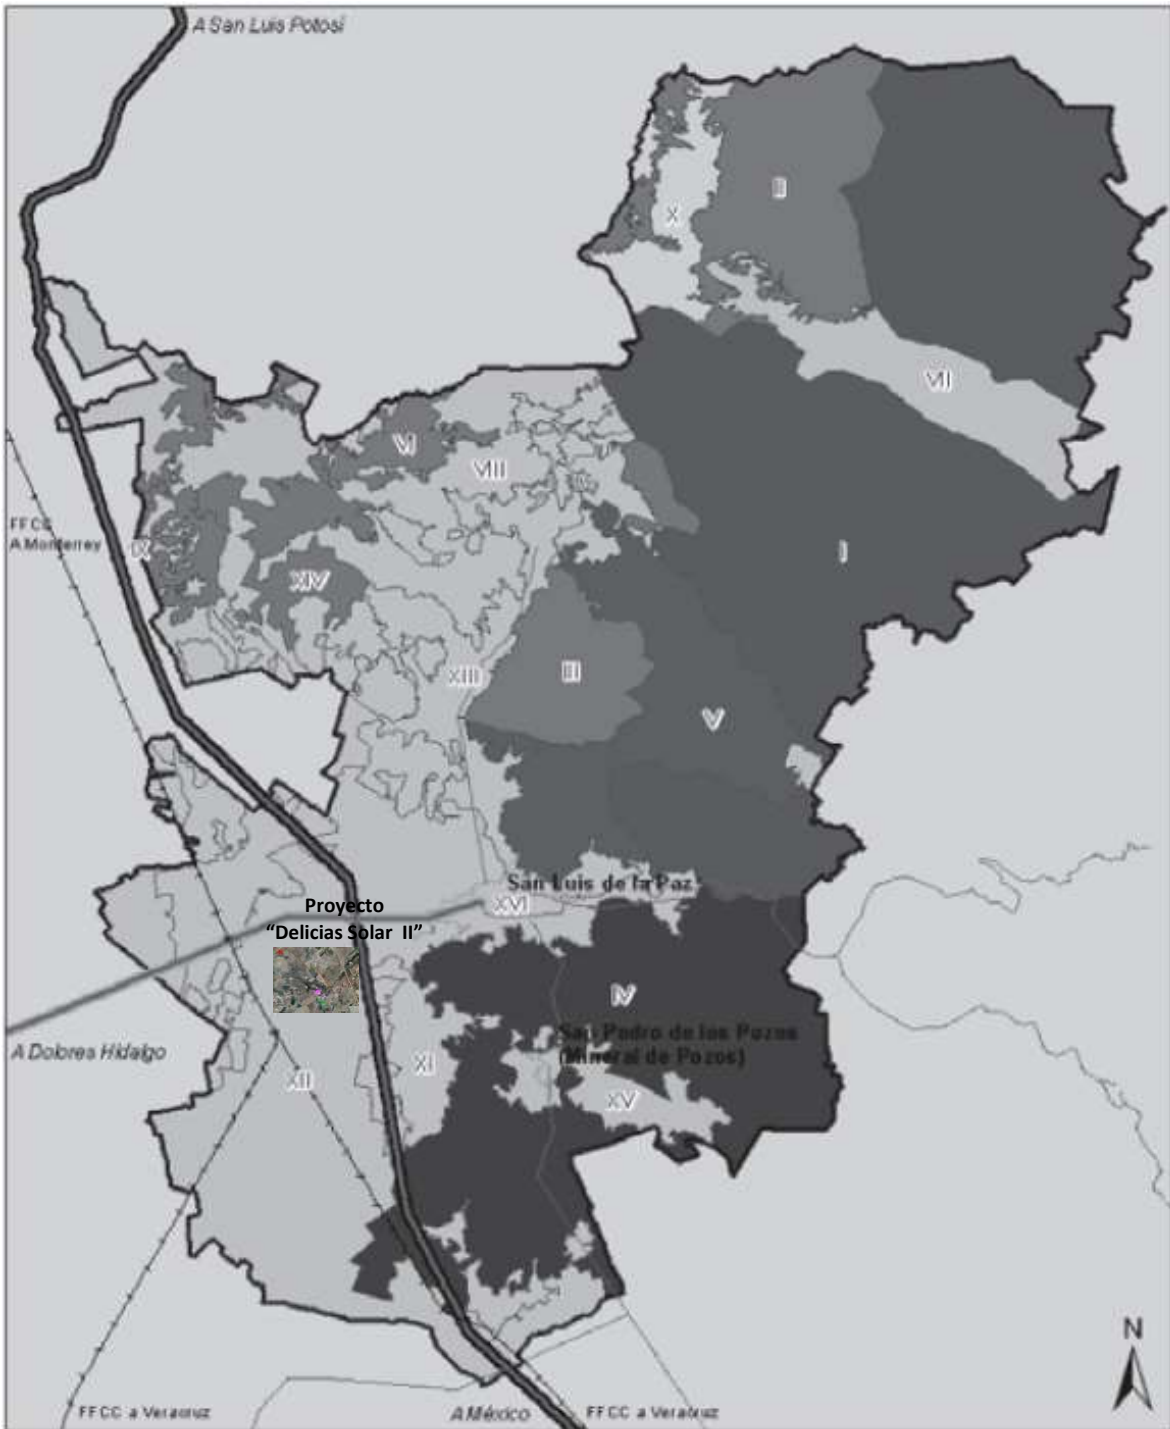 A San Luis Potosí
II
X
VII
VI
VIII
FFCC
A Monterrey
IX
I
XIV
XIII
III
V
San Luis de la Paz
XVI
Proyecto
“Delicias Solar II”
IV
San Pedro de los Pozos
(Mineral de Pozos)
A Dolores Hidalgo
XI
XII
XV
N
FFCC a Veracruz
A México
FFCC a Veracruz